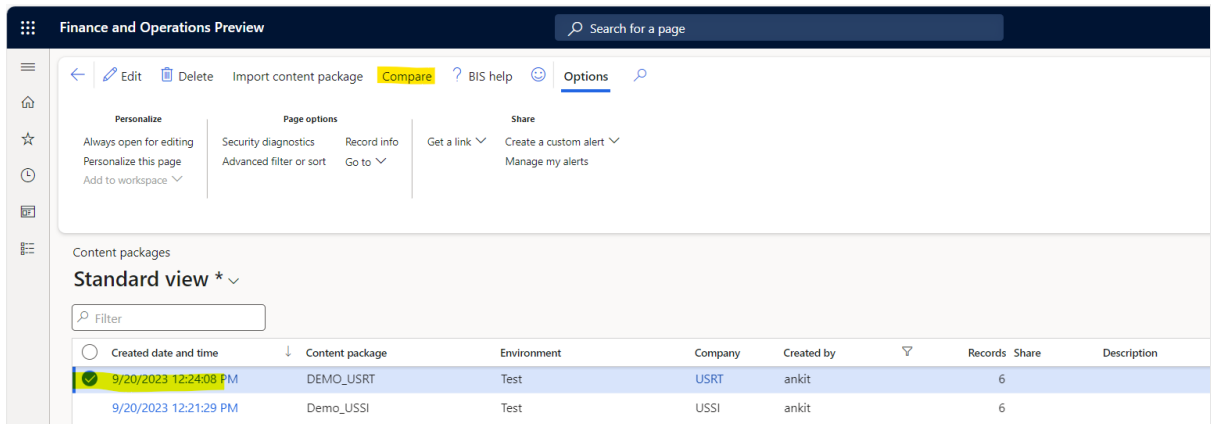 Finance and Operations Preview Search for a page
Edit Delete Import content package Compare ? BIS help Options
Personalize Page options Share
Always open for editing Security diagnostics Record info Get a link Create a custom alert
Personalize this page Advanced filter or sort Go to Manage my alerts
Add to workspace
Content packages
Standard view *
Filter
Created date and time ↓ Content package Environment Company Created by Records Share Description
9/20/2023 12:24:08 PM DEMO_USRT Test USRT ankit 6
9/20/2023 12:21:29 PM Demo_USSI Test USSI ankit 6